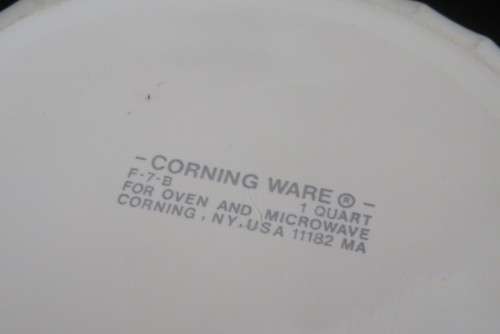 - CORNING WARE ® -
F-7-B 1 QUART
FOR OVEN AND MICROWAVE
CORNING, NY, USA 11182 MA